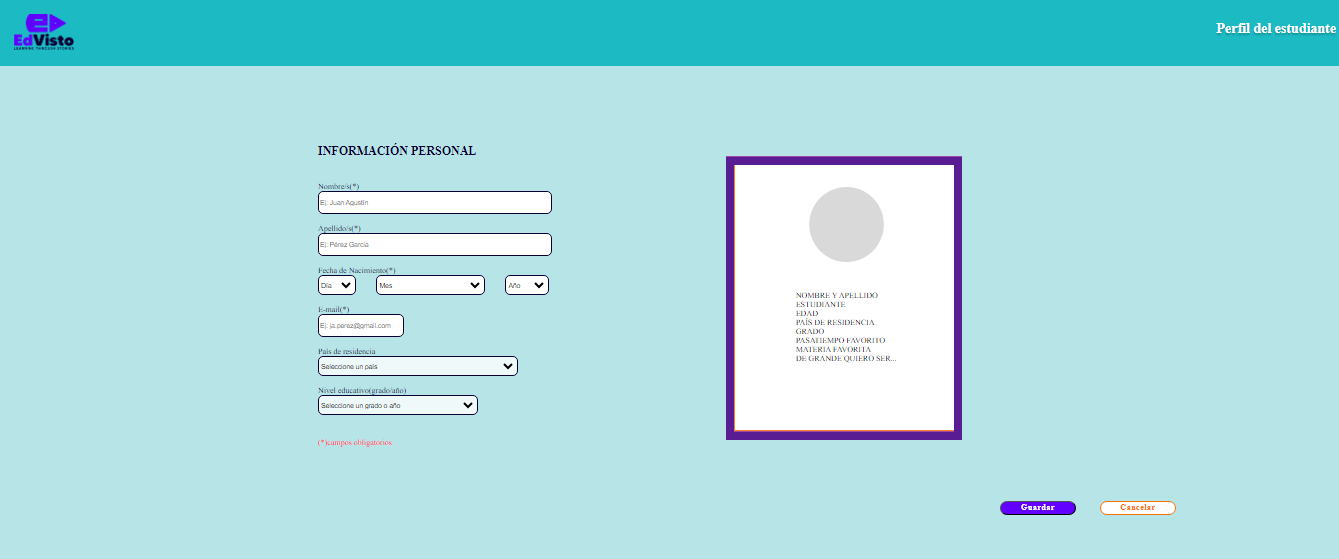 EdVisto
LEARNING THROUGH STORIES
Perfil del estudiante
INFORMACIÓN PERSONAL
Nombre/s(*)
Ej: Juan Agustín
Apellido/s(*)
Ej: Pérez García
Fecha de Nacimiento(*)
Día Mes Año
E-mail(*)
Ej: ja.perez@gmail.com
País de residencia
Seleccione un país
Nivel educativo(grado/año)
Seleccione un grado o año
(*)campos obligatorios
NOMBRE Y APELLIDO
ESTUDIANTE
EDAD
PAÍS DE RESIDENCIA
GRADO
PASATIEMPO FAVORITO
MATERIA FAVORITA
DE GRANDE QUIERO SER...
Guardar Cancelar